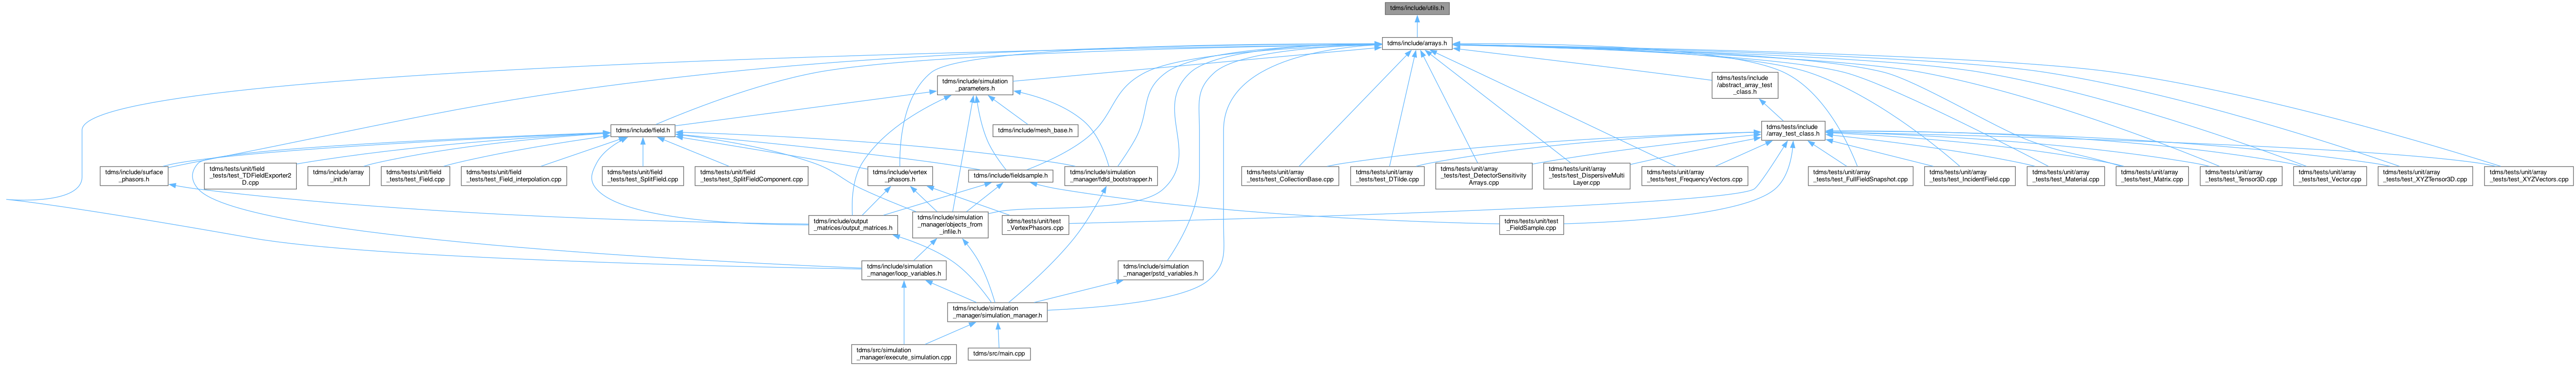 tdms/include/utils.h
tdms/include/arrays.h
tdms/include/simulation
_parameters.h
tdms/tests/include
/abstract_array_test
_class.h
tdms/include/field.h
tdms/include/mesh_base.h
tdms/tests/include
/array_test_class.h
tdms/include/surface
_phasors.h
tdms/tests/unit/field
_tests/test_TDFieldExporter2
D.cpp
tdms/include/array
_init.h
tdms/tests/unit/field
_tests/test_Field.cpp
tdms/tests/unit/field
_tests/test_Field_interpolation.cpp
tdms/tests/unit/field
_tests/test_SplitField.cpp
tdms/tests/unit/field
_tests/test_SplitFieldComponent.cpp
tdms/include/vertex
_phasors.h
tdms/include/fieldsample.h
tdms/include/simulation
_manager/fdtd_bootstrapper.h
tdms/tests/unit/array
_tests/test_CollectionBase.cpp
tdms/tests/unit/array
_tests/test_DTilde.cpp
tdms/tests/unit/array
_tests/test_DetectorSensitivity
Arrays.cpp
tdms/tests/unit/array
_tests/test_DispersiveMulti
Layer.cpp
tdms/tests/unit/array
_tests/test_FrequencyVectors.cpp
tdms/tests/unit/array
_tests/test_FullFieldSnapshot.cpp
tdms/tests/unit/array
_tests/test_IncidentField.cpp
tdms/tests/unit/array
_tests/test_Material.cpp
tdms/tests/unit/array
_tests/test_Matrix.cpp
tdms/tests/unit/array
_tests/test_Tensor3D.cpp
tdms/tests/unit/array
_tests/test_Vector.cpp
tdms/tests/unit/array
_tests/test_XYZTensor3D.cpp
tdms/tests/unit/array
_tests/test_XYZVectors.cpp
tdms/include/output
_matrices/output_matrices.h
tdms/include/simulation
_manager/objects_from
_infile.h
tdms/tests/unit/test
_VertexPhasors.cpp
tdms/tests/unit/test
_FieldSample.cpp
tdms/include/simulation
_manager/loop_variables.h
tdms/include/simulation
_manager/pstd_variables.h
tdms/include/simulation
_manager/simulation_manager.h
tdms/src/simulation
_manager/execute_simulation.cpp
tdms/src/main.cpp